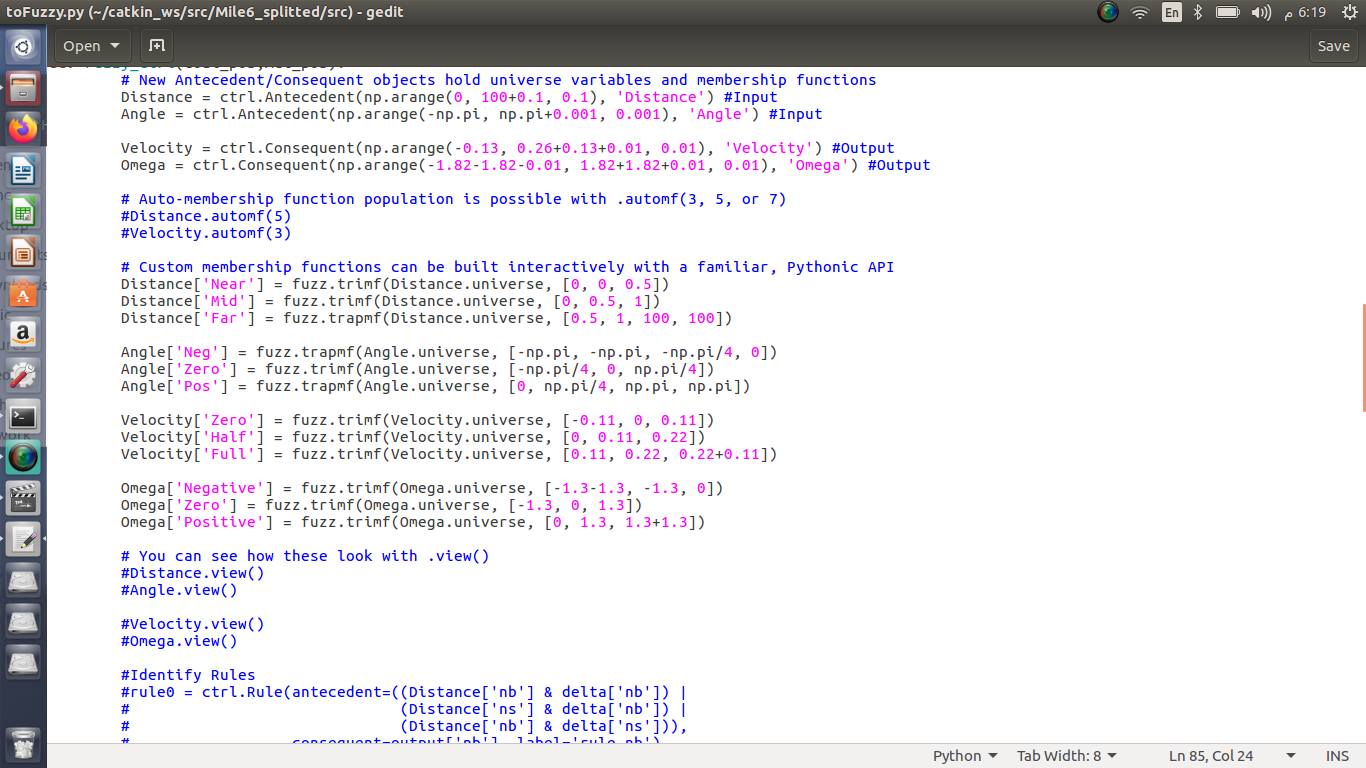 toFuzzy.py (~/catkin_ws/src/Mile6_splitted/src) - gedit
En
6:19 م
Open
Save
# New Antecedent/Consequent objects hold universe variables and membership functions
Distance = ctrl.Antecedent(np.arange(0, 100+0.1, 0.1), 'Distance') #Input
Angle = ctrl.Antecedent(np.arange(-np.pi, np.pi+0.001, 0.001), 'Angle') #Input
Velocity = ctrl.Consequent(np.arange(-0.13, 0.26+0.13+0.01, 0.01), 'Velocity') #Output
Omega = ctrl.Consequent(np.arange(-1.82-1.82-0.01, 1.82+1.82+0.01, 0.01), 'Omega') #Output
# Auto-membership function population is possible with .automf(3, 5, or 7)
#Distance.automf(5)
#Velocity.automf(3)
# Custom membership functions can be built interactively with a familiar, Pythonic API
Distance['Near'] = fuzz.trimf(Distance.universe, [0, 0, 0.5])
Distance['Mid'] = fuzz.trimf(Distance.universe, [0, 0.5, 1])
Distance['Far'] = fuzz.trapmf(Distance.universe, [0.5, 1, 100, 100])
Angle['Neg'] = fuzz.trapmf(Angle.universe, [-np.pi, -np.pi, -np.pi/4, 0])
Angle['Zero'] = fuzz.trimf(Angle.universe, [-np.pi/4, 0, np.pi/4])
Angle['Pos'] = fuzz.trapmf(Angle.universe, [0, np.pi/4, np.pi, np.pi])
Velocity['Zero'] = fuzz.trimf(Velocity.universe, [-0.11, 0, 0.11])
Velocity['Half'] = fuzz.trimf(Velocity.universe, [0, 0.11, 0.22])
Velocity['Full'] = fuzz.trimf(Velocity.universe, [0.11, 0.22, 0.22+0.11])
Omega['Negative'] = fuzz.trimf(Omega.universe, [-1.3-1.3, -1.3, 0])
Omega['Zero'] = fuzz.trimf(Omega.universe, [-1.3, 0, 1.3])
Omega['Positive'] = fuzz.trimf(Omega.universe, [0, 1.3, 1.3+1.3])
# You can see how these look with .view()
#Distance.view()
#Angle.view()
#Velocity.view()
#Omega.view()
#Identify Rules
#rule0 = ctrl.Rule(antecedent=((Distance['nb'] & delta['nb']) |
#                              (Distance['ns'] & delta['nb']) |
#                              (Distance['nb'] & delta['ns'])),
Python
Tab Width: 8
Ln 85, Col 24
INS